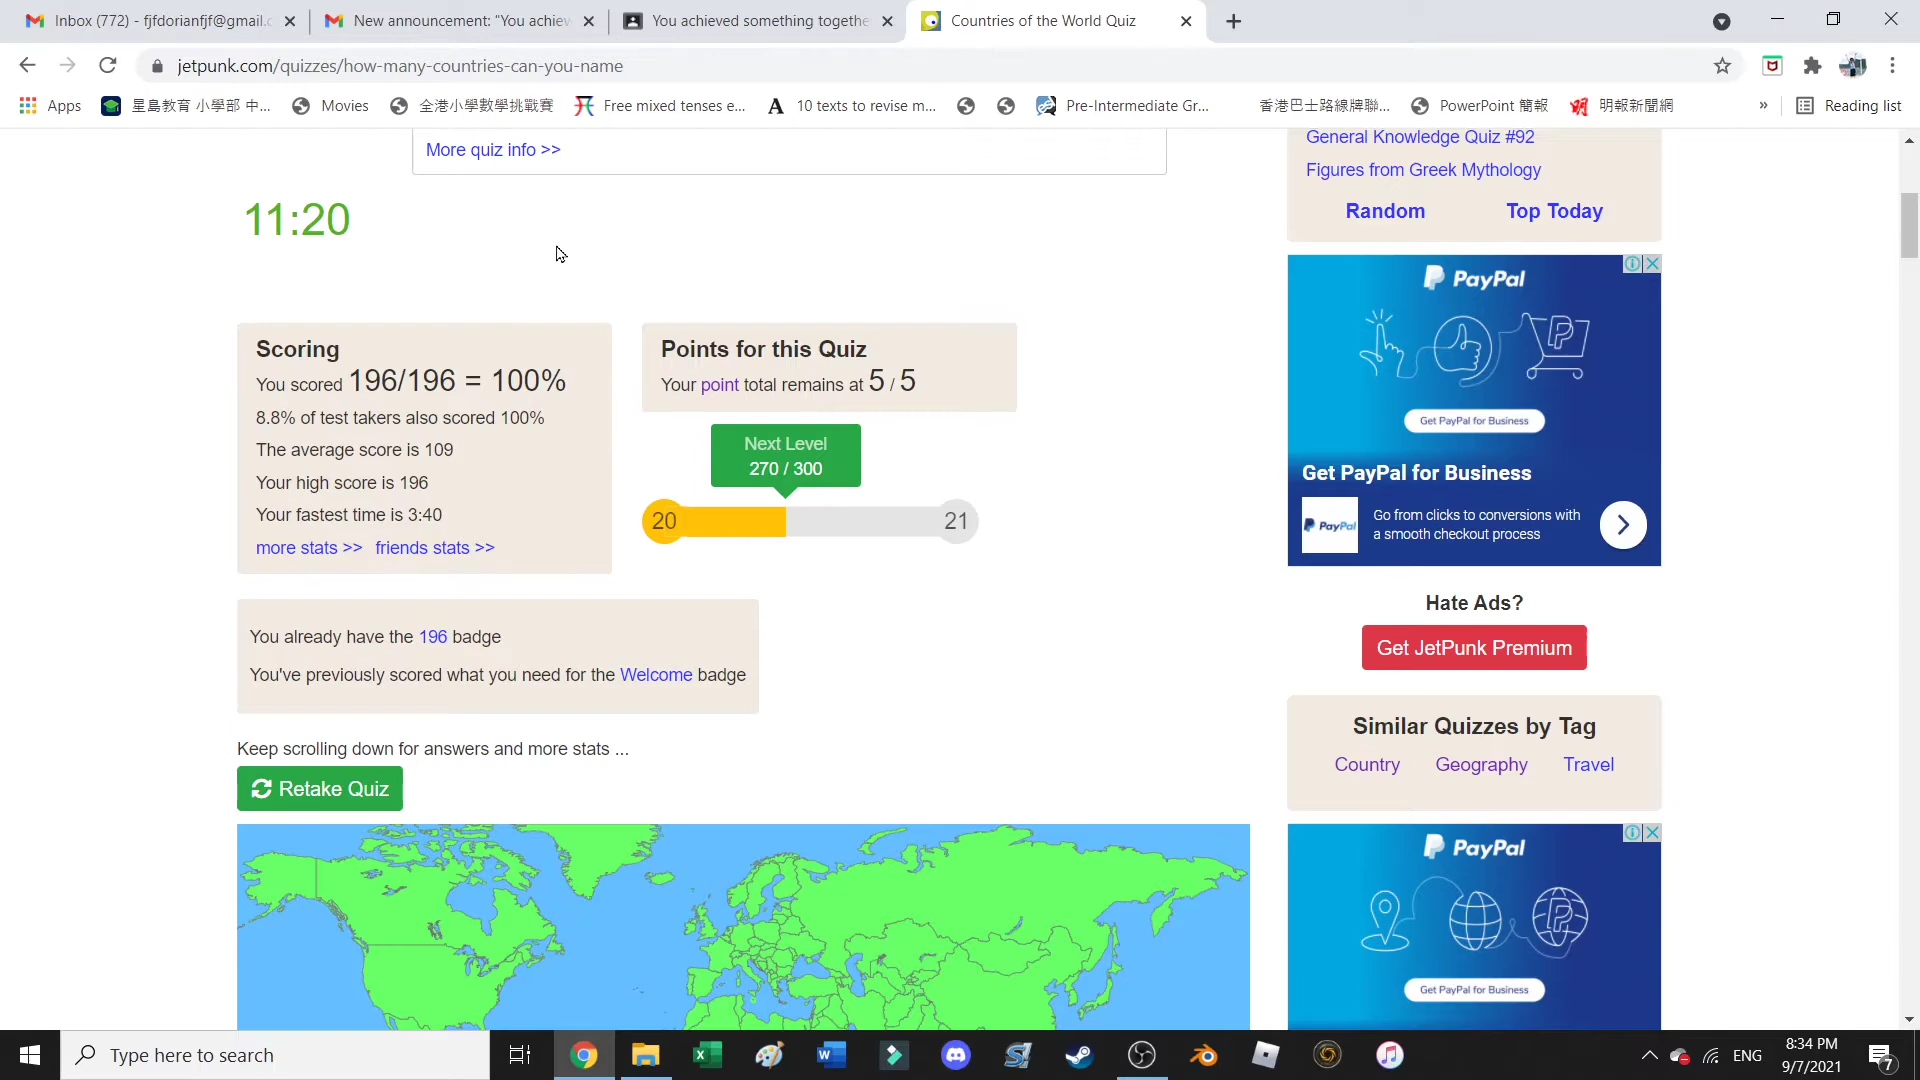 Inbox (772) - fjfdorianfjf@gmail.c
New announcement: "You achiev
You achieved something togethe
Countries of the World Quiz
jetpunk.com/quizzes/how-many-countries-can-you-name
Apps
星島教育 小學部 中...
Movies
全港小學數學挑戰賽
Free mixed tenses e...
10 texts to revise m...
Pre-Intermediate Gr...
香港巴士路線牌聯...
PowerPoint 簡報
明報新聞網
»
Reading list
More quiz info >>
11:20
Scoring
You scored 196/196 = 100%
8.8% of test takers also scored 100%
The average score is 109
Your high score is 196
Your fastest time is 3:40
more stats >> friends stats >>
Points for this Quiz
Your point total remains at 5 / 5
Next Level
270 / 300
20
21
You already have the 196 badge
You've previously scored what you need for the Welcome badge
Keep scrolling down for answers and more stats ...
Retake Quiz
General Knowledge Quiz #92
Figures from Greek Mythology
Random
Top Today
PayPal
Get PayPal for Business
Get PayPal for Business
PayPal
Go from clicks to conversions with
a smooth checkout process
Hate Ads?
Get JetPunk Premium
Similar Quizzes by Tag
Country
Geography
Travel
PayPal
Get PayPal for Business
Type here to search
ENG
8:34 PM
9/7/2021
7